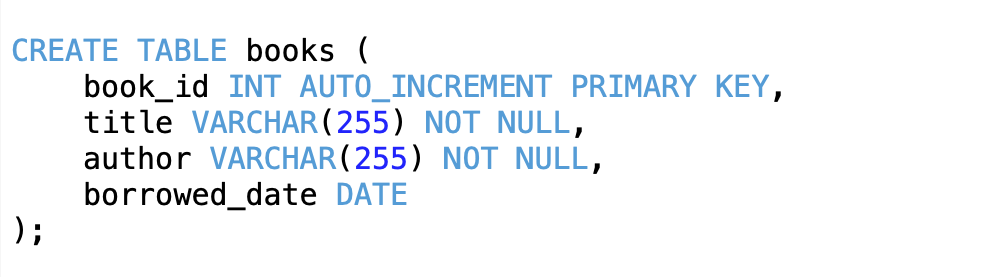 CREATE TABLE books (
    book_id INT AUTO_INCREMENT PRIMARY KEY,
    title VARCHAR(255) NOT NULL,
    author VARCHAR(255) NOT NULL,
    borrowed_date DATE
);